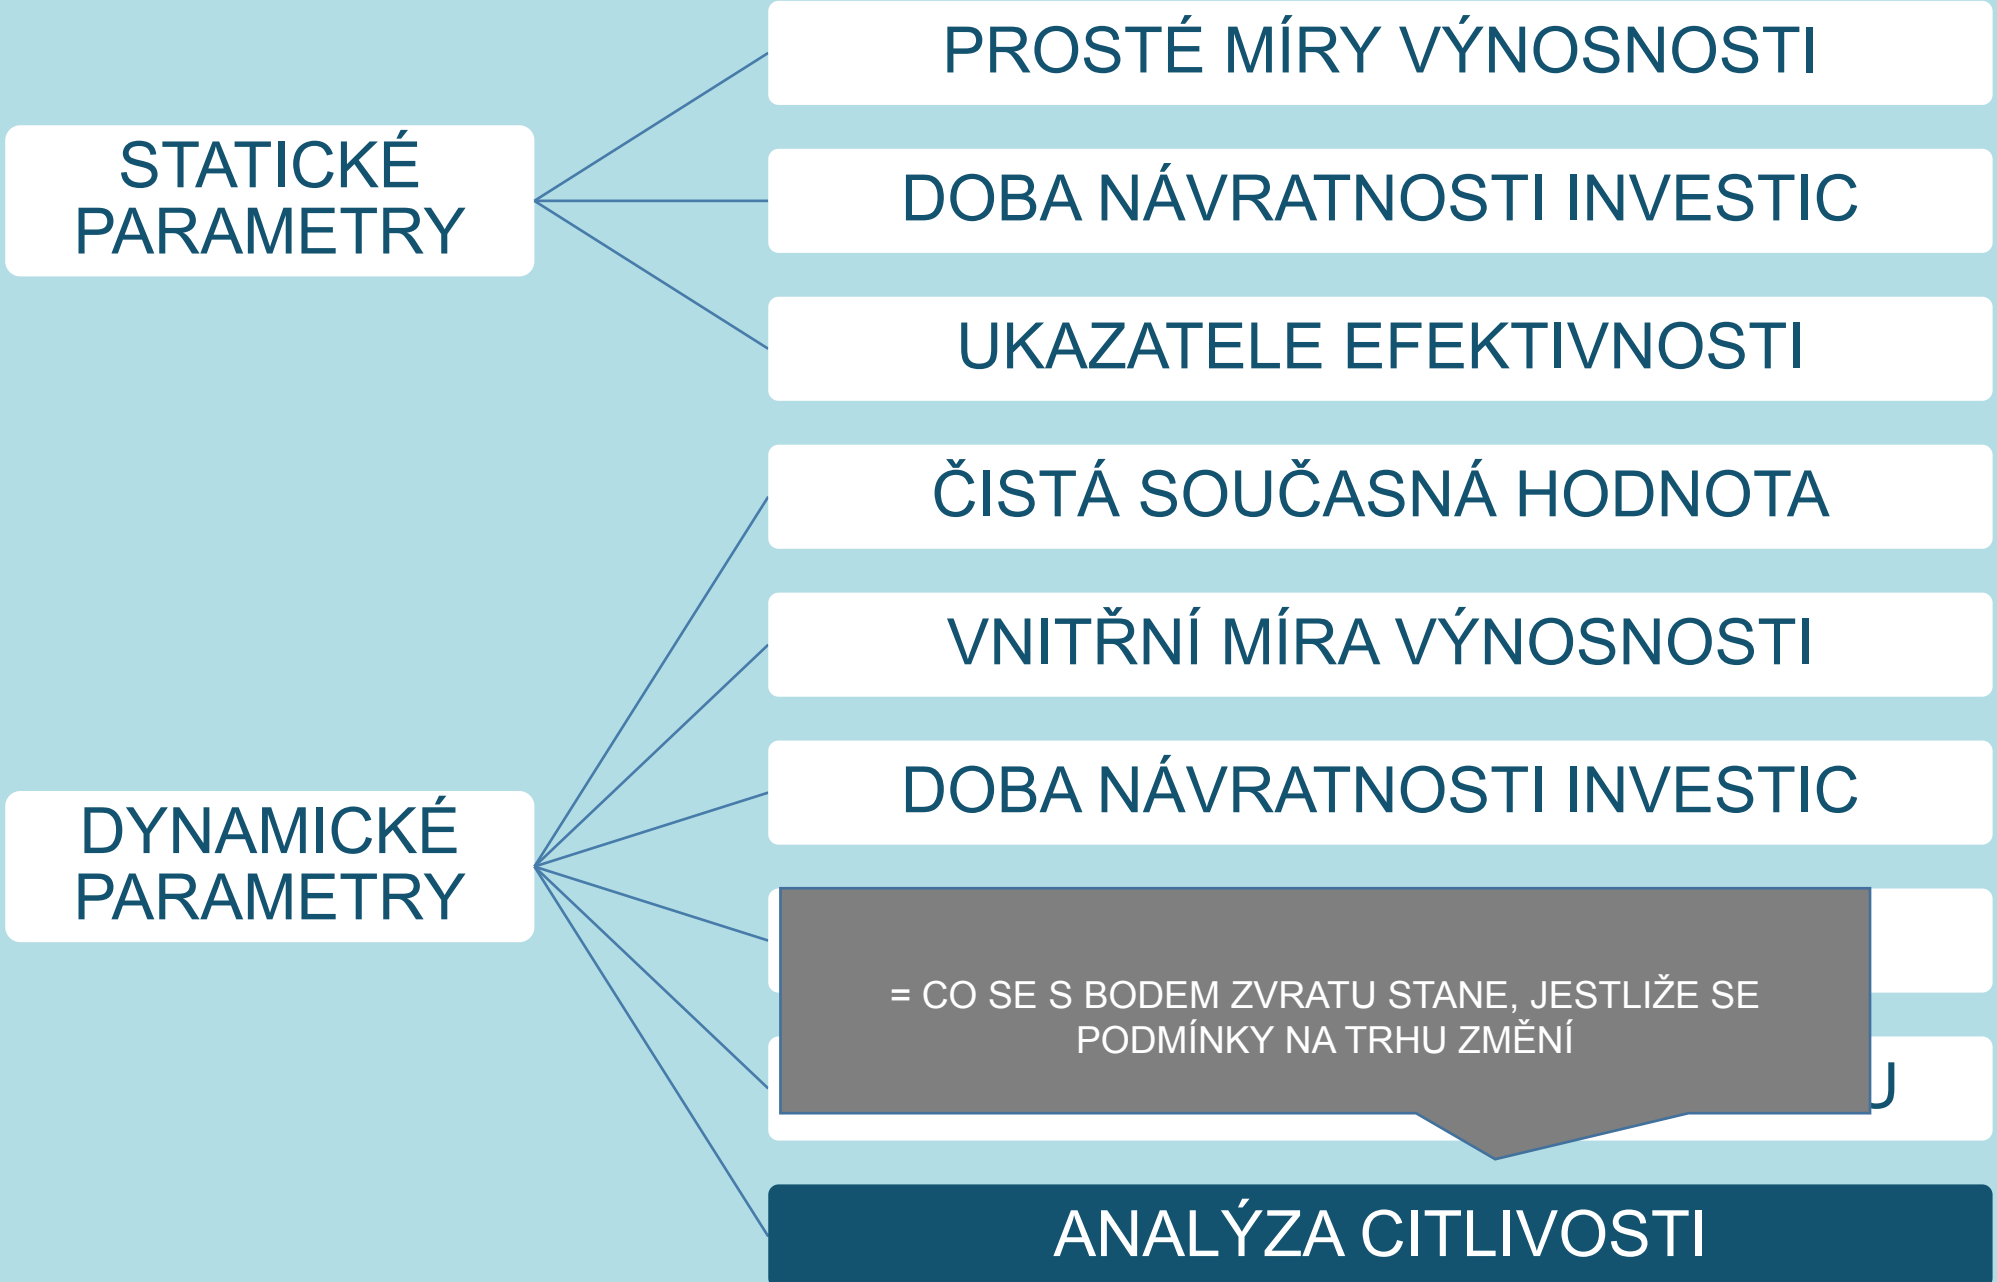 PROSTÉ MÍRY VÝNOSNOSTI
STATICKÉ
PARAMETRY
DOBA NÁVRATNOSTI INVESTIC
UKAZATELE EFEKTIVNOSTI
ČISTÁ SOUČASNÁ HODNOTA
VNITŘNÍ MÍRA VÝNOSNOSTI
DOBA NÁVRATNOSTI INVESTIC
DYNAMICKÉ
PARAMETRY
= CO SE S BODEM ZVRATU STANE, JESTLIŽE SE
PODMÍNKY NA TRHU ZMĚNÍ
ANALÝZA CITLIVOSTI